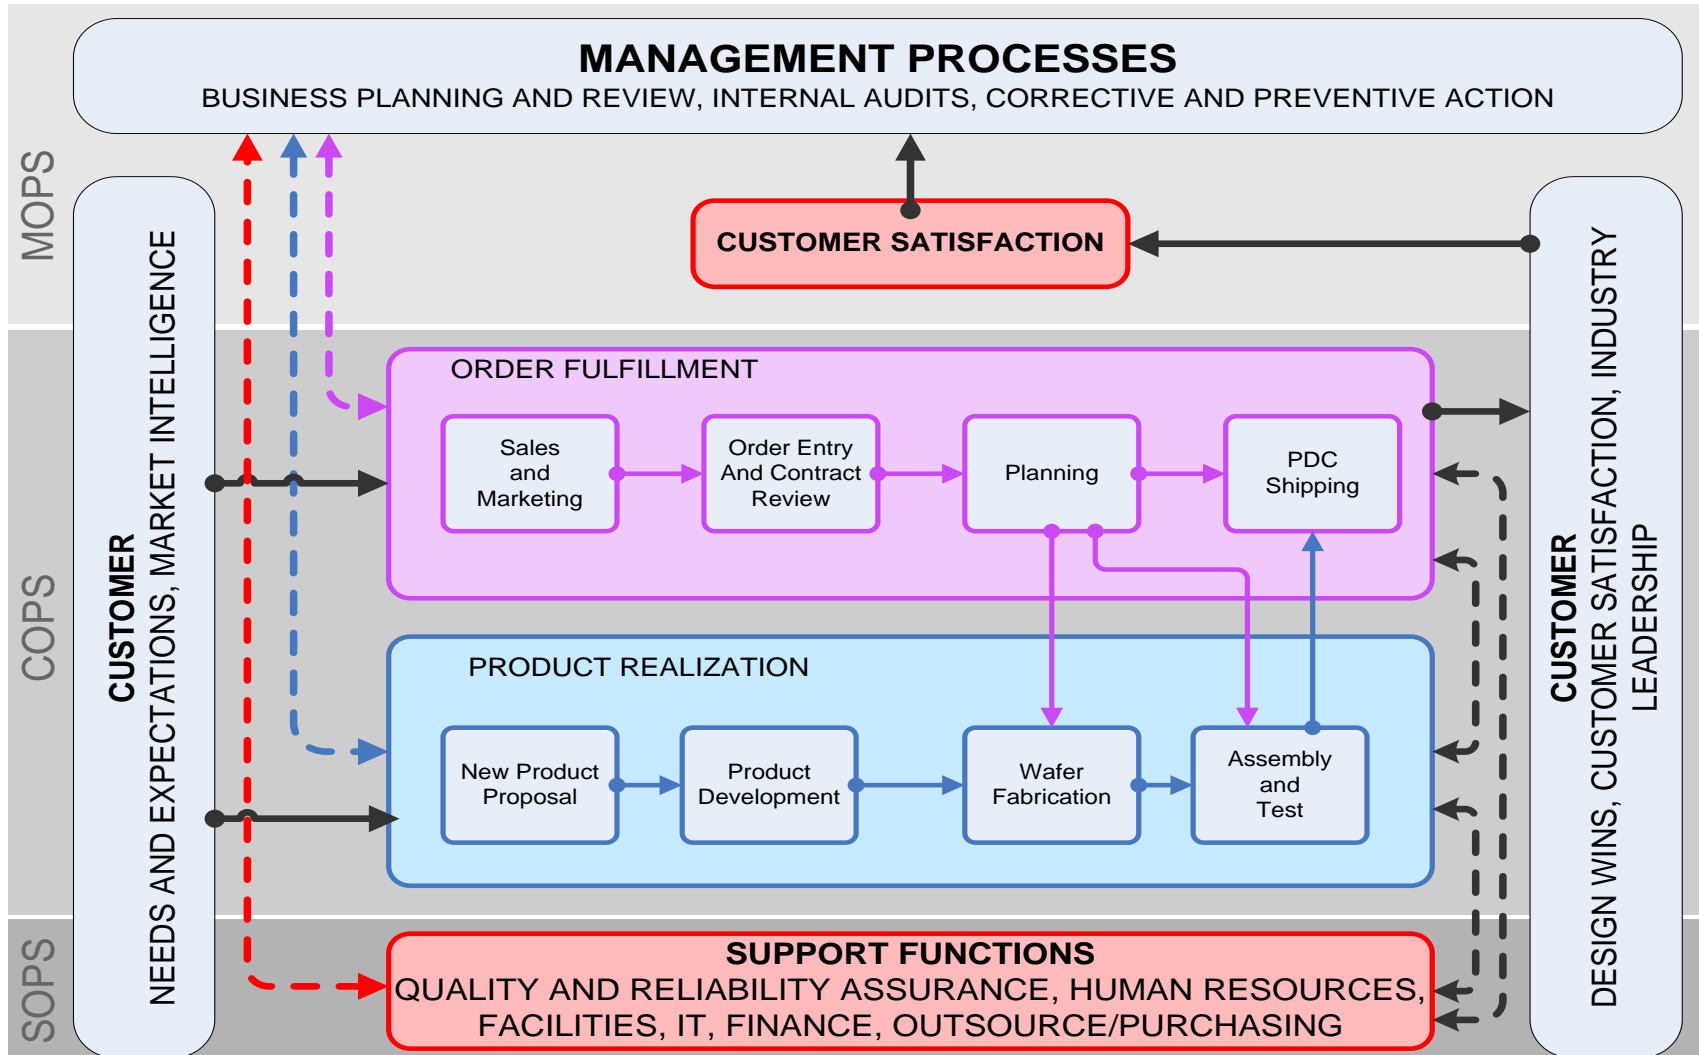 MANAGEMENT PROCESSES
BUSINESS PLANNING AND REVIEW, INTERNAL AUDITS, CORRECTIVE AND PREVENTIVE ACTION
MOPS
CUSTOMER SATISFACTION
CUSTOMER
NEEDS AND EXPECTATIONS, MARKET INTELLIGENCE
COPS
ORDER FULFILLMENT
Sales
and
Marketing
Order Entry
And Contract
Review
Planning
PDC
Shipping
PRODUCT REALIZATION
New Product
Proposal
Product
Development
Wafer
Fabrication
Assembly
and
Test
CUSTOMER
DESIGN WINS, CUSTOMER SATISFACTION, INDUSTRY
LEADERSHIP
SOPS
SUPPORT FUNCTIONS
QUALITY AND RELIABILITY ASSURANCE, HUMAN RESOURCES,
FACILITIES, IT, FINANCE, OUTSOURCE/PURCHASING